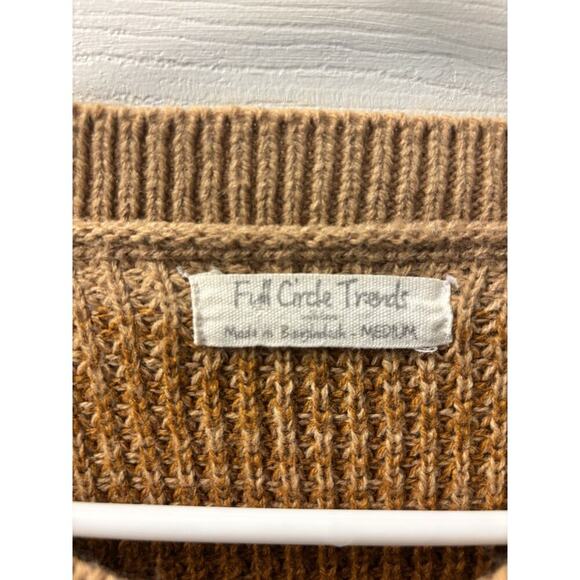 Full Circle Trends
Made in Bangladesh - MEDIUM